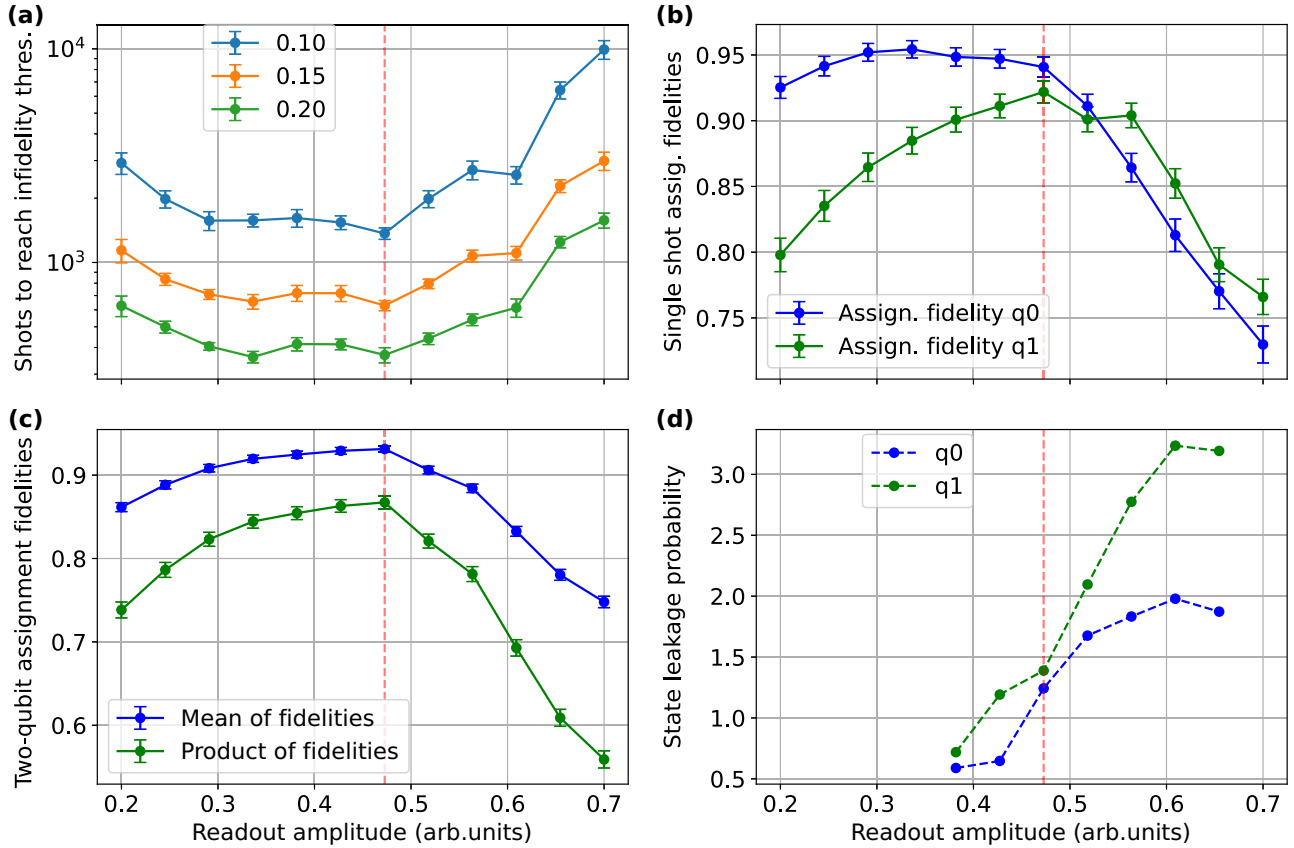 (a)
Shots to reach infidelity thres.
10⁴
10³
0.10
0.15
0.20
(b)
Single shot assig. fidelities
0.95
0.90
0.85
0.80
0.75
Assign. fidelity q0
Assign. fidelity q1
(c)
Two-qubit assignment fidelities
0.9
0.8
0.7
0.6
Mean of fidelities
Product of fidelities
0.2 0.3 0.4 0.5 0.6 0.7
Readout amplitude (arb.units)
(d)
State leakage probability
3.0
2.5
2.0
1.5
1.0
0.5
q0
q1
0.2 0.3 0.4 0.5 0.6 0.7
Readout amplitude (arb.units)